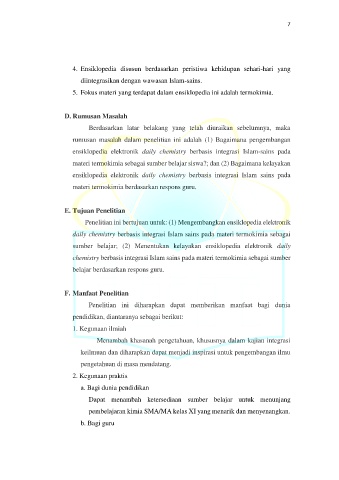 7
4. Ensiklopedia disusun berdasarkan peristiwa kehidupan sehari-hari yang
diintegrasikan dengan wawasan Islam-sains.
5. Fokus materi yang terdapat dalam ensiklopedia ini adalah termokimia.
D. Rumusan Masalah
Berdasarkan latar belakang yang telah diuraikan sebelumnya, maka
rumusan masalah dalam penelitian ini adalah (1) Bagaimana pengembangan
ensiklopedia elektronik daily chemistry berbasis integrasi Islam-sains pada
materi termokimia sebagai sumber belajar siswa?; dan (2) Bagaimana kelayakan
ensiklopedia elektronik daily chemistry berbasis integrasi Islam sains pada
materi termokimia berdasarkan respons guru.
E. Tujuan Penelitian
Penelitian ini bertujuan untuk: (1) Mengembangkan ensiklopedia elektronik
daily chemistry berbasis integrasi Islam sains pada materi termokimia sebagai
sumber belajar, (2) Menentukan kelayakan ensiklopedia elektronik daily
chemistry berbasis integrasi Islam sains pada materi termokimia sebagai sumber
belajar berdasarkan respons guru.
F. Manfaat Penelitian
Penelitian ini diharapkan dapat memberikan manfaat bagi dunia
pendidikan, diantaranya sebagai berikut:
1. Kegunaan ilmiah
Menambah khasanah pengetahuan, khususnya dalam kajian integrasi
keilmuan dan diharapkan dapat menjadi inspirasi untuk pengembangan ilmu
pengetahuan di masa mendatang.
2. Kegunaan praktis
a. Bagi dunia pendidikan
Dapat menambah ketersediaan sumber belajar untuk menunjang
pembelajaran kimia SMA/MA kelas XI yang menarik dan menyenangkan.
b. Bagi guru